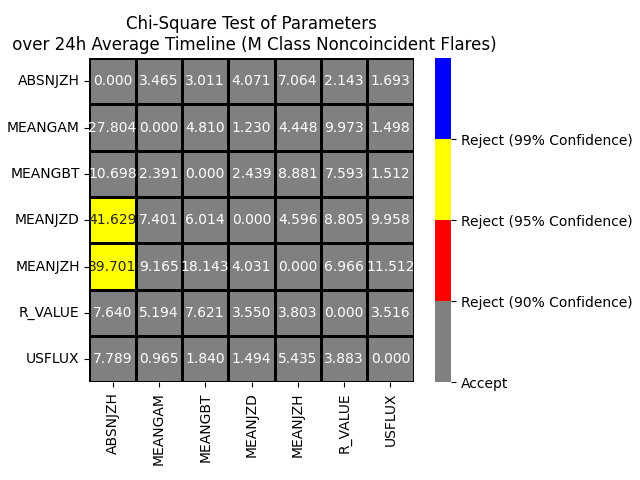 Chi-Square Test of Parameters
over 24h Average Timeline (M Class Noncoincident Flares)
ABSNJZH 0.000 3.465 3.011 4.071 7.064 2.143 1.693
MEANGAM 27.804 0.000 4.810 1.230 4.448 9.973 1.498
MEANGBT 10.698 2.391 0.000 2.439 8.881 7.593 1.512
MEANJZD 41.629 7.401 6.014 0.000 4.596 8.805 9.958
MEANJZH 39.701 9.165 18.143 4.031 0.000 6.966 11.512
R_VALUE 7.640 5.194 7.621 3.550 3.803 0.000 3.516
USFLUX 7.789 0.965 1.840 1.494 5.435 3.883 0.000
ABSNJZH
MEANGAM
MEANGBT
MEANJZD
MEANJZH
R_VALUE
USFLUX
Reject (99% Confidence)
Reject (95% Confidence)
Reject (90% Confidence)
Accept